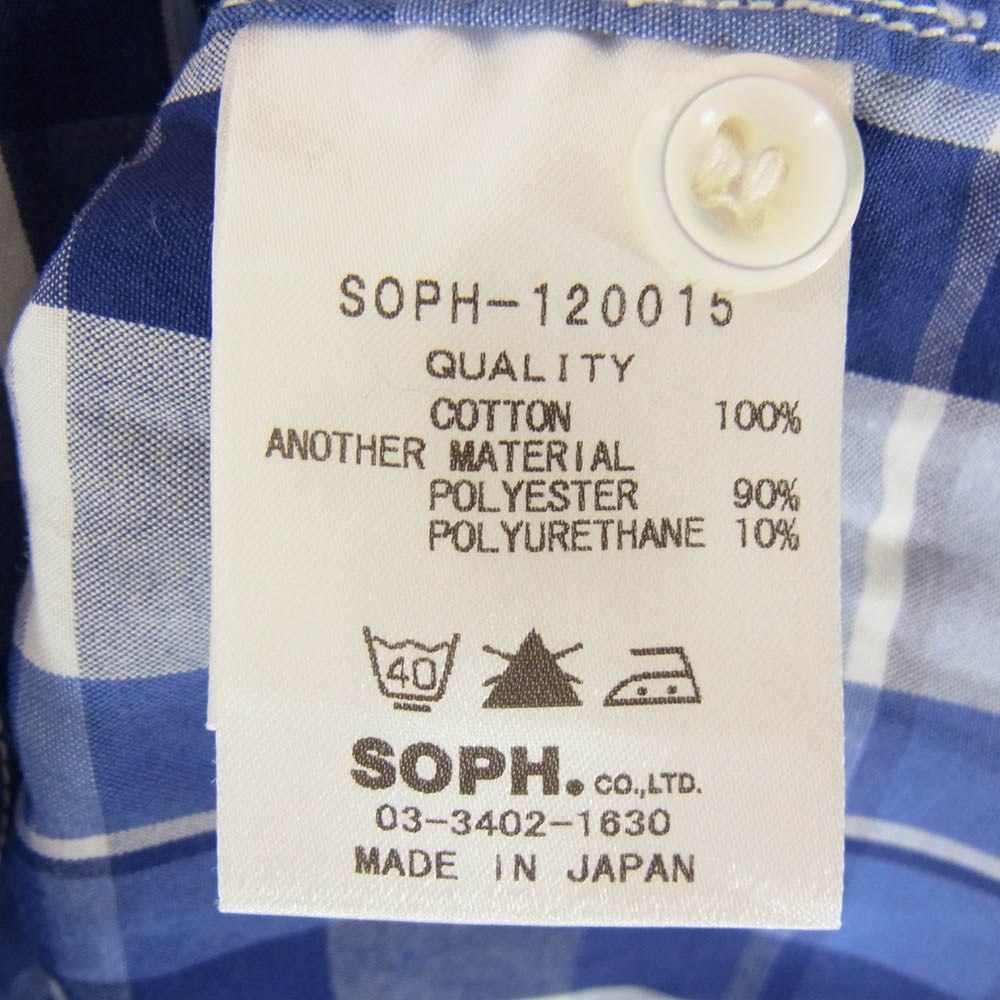 SOPH-120015
QUALITY
COTTON 100%
ANOTHER MATERIAL
POLYESTER 90%
POLYURETHANE 10%
40
SOPH. CO.,LTD.
03-3402-1630
MADE IN JAPAN